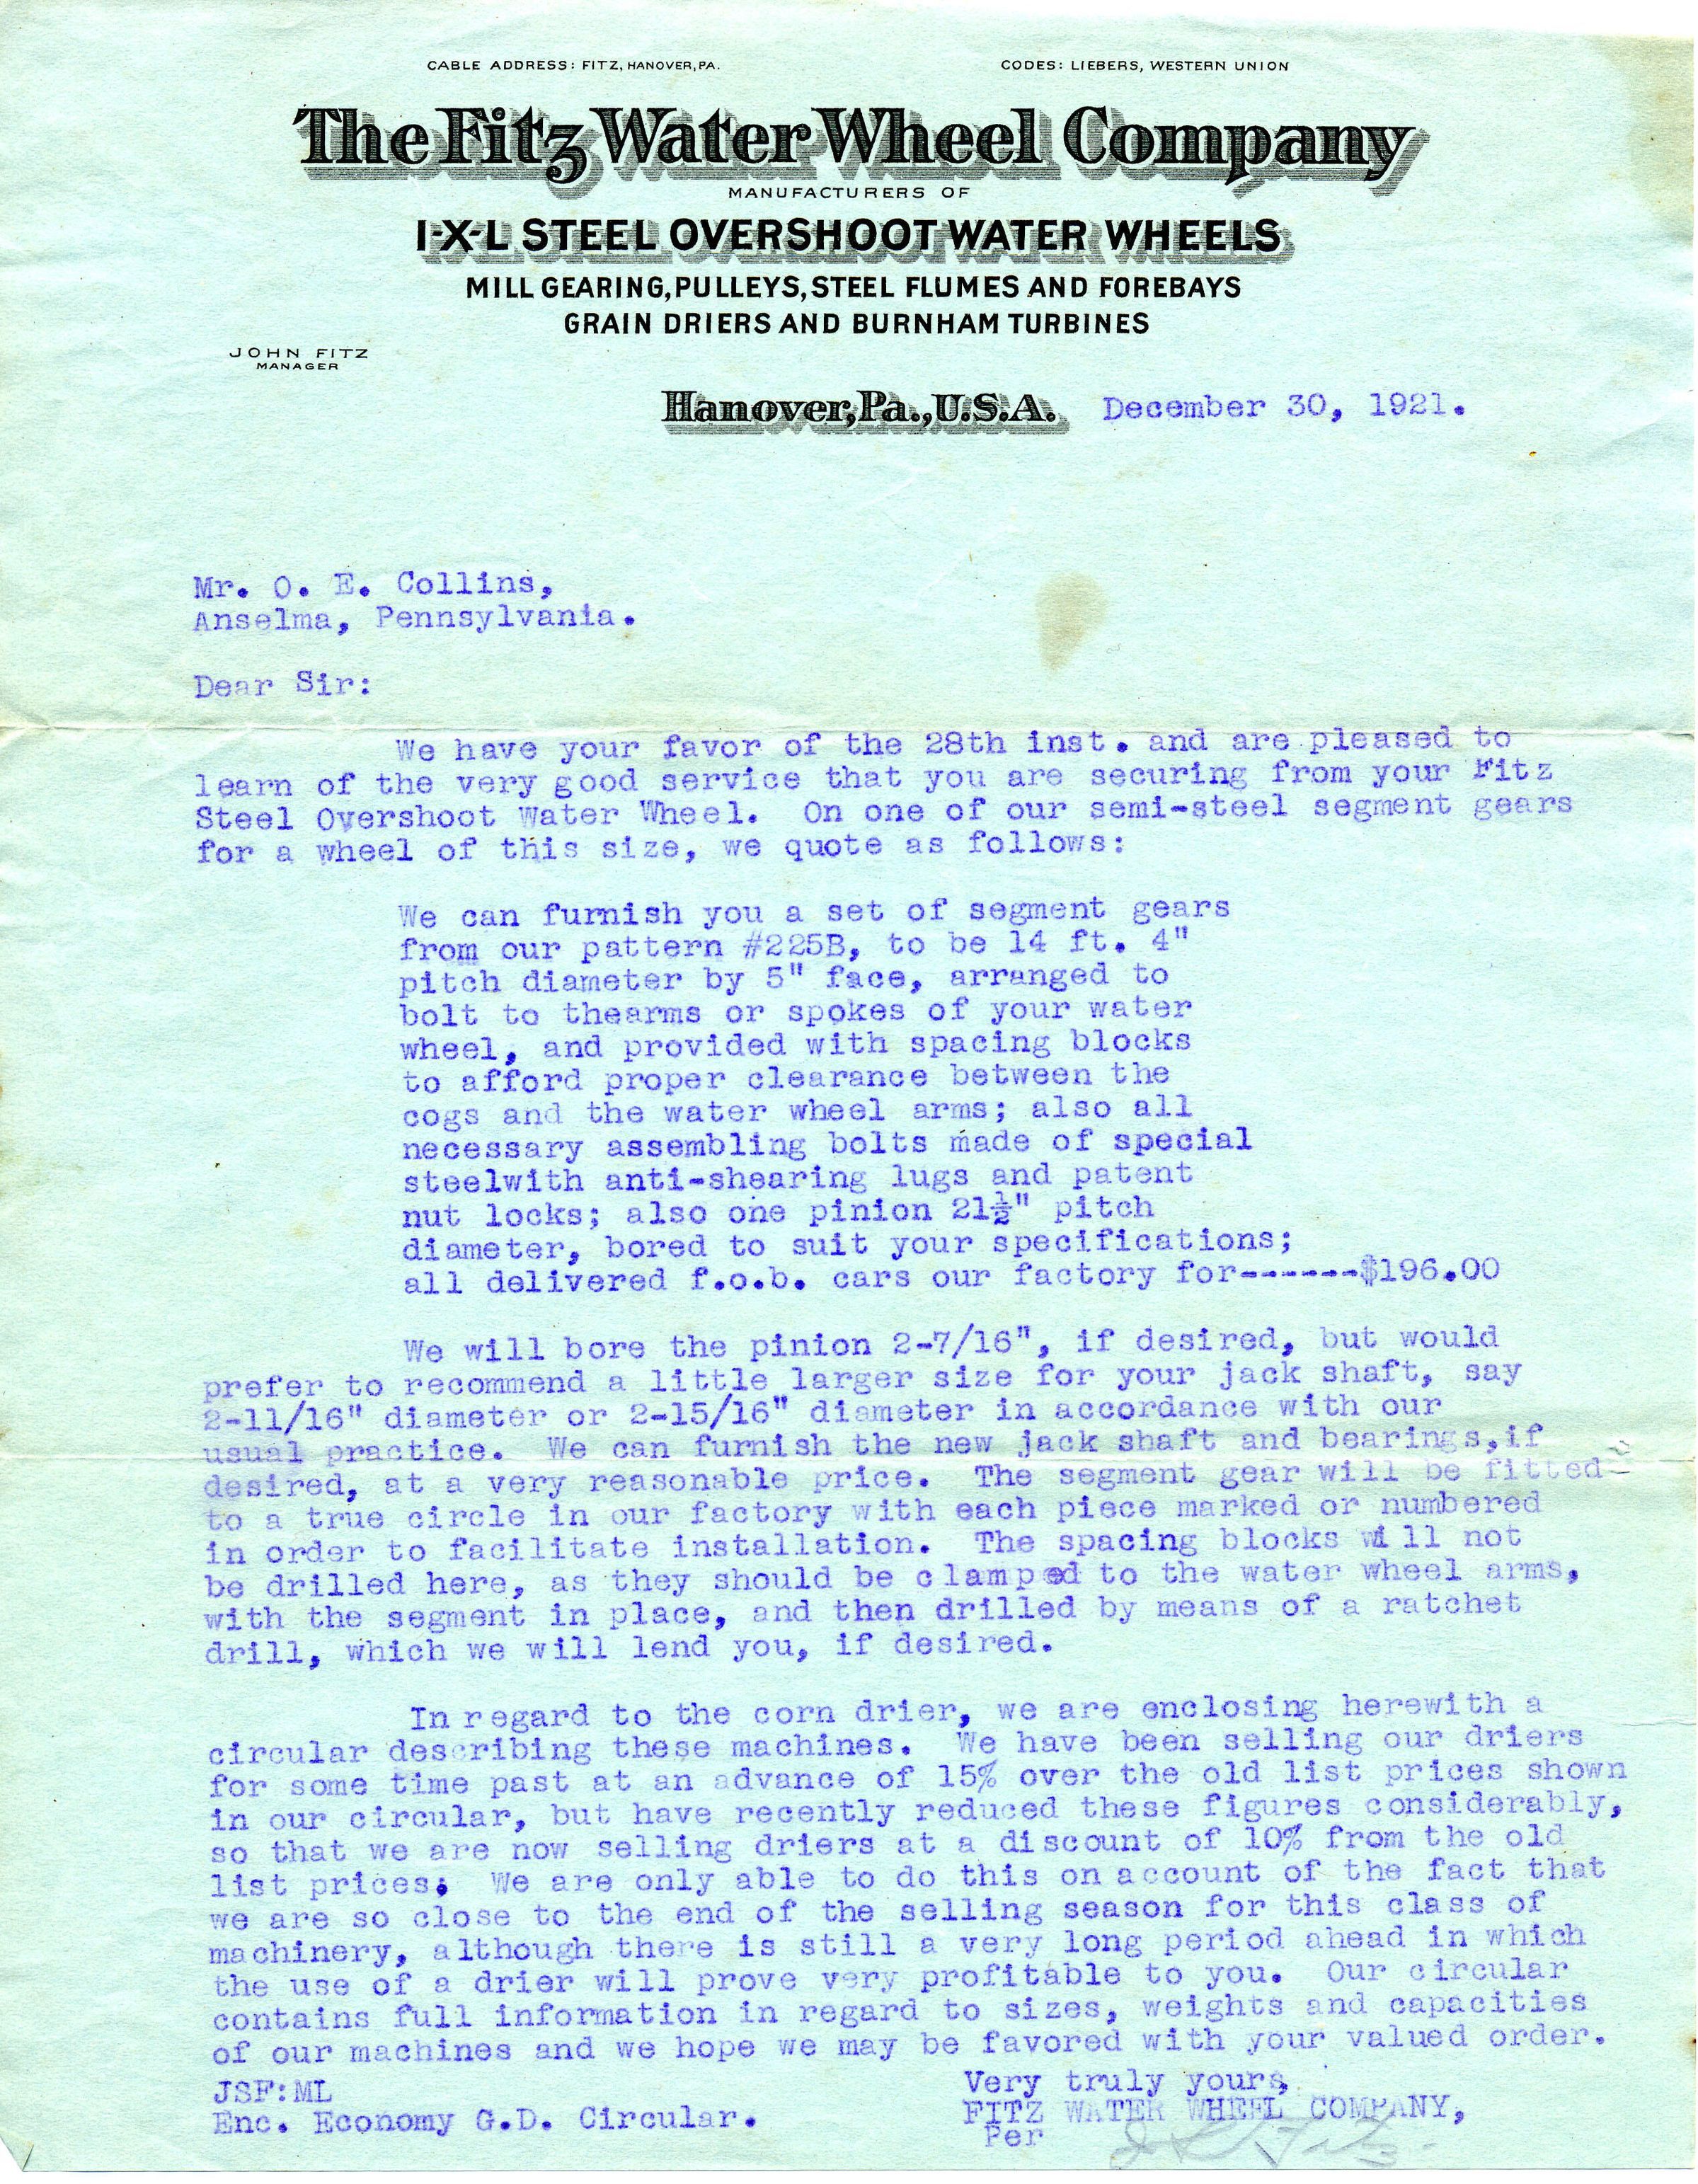 CABLE ADDRESS: FITZ, HANOVER, PA.
CODES: LIEBERS, WESTERN UNION
The Fitz Water Wheel Company
MANUFACTURERS OF
I-X-L STEEL OVERSHOOT WATER WHEELS
MILL GEARING, PULLEYS, STEEL FLUMES AND FOREBAYS
GRAIN DRIERS AND BURNHAM TURBINES
JOHN FITZ
MANAGER
Hanover, Pa., U.S.A. December 30, 1921.
Mr. O. E. Collins,
Anselma, Pennsylvania.
Dear Sir:
We have your favor of the 28th inst. and are pleased to
learn of the very good service that you are securing from your Fitz
Steel Overshoot Water Wheel. On one of our semi-steel segment gears
for a wheel of this size, we quote as follows:
We can furnish you a set of segment gears
from our pattern #225B, to be 14 ft. 4"
pitch diameter by 5" face, arranged to
bolt to thearms or spokes of your water
wheel, and provided with spacing blocks
to afford proper clearance between the
cogs and the water wheel arms; also all
necessary assembling bolts made of special
steelwith anti-shearing lugs and patent
nut locks; also one pinion 21½" pitch
diameter, bored to suit your specifications;
all delivered f.o.b. cars our factory for------$196.00
We will bore the pinion 2-7/16", if desired, but would
prefer to recommend a little larger size for your jack shaft, say
2-11/16" diameter or 2-15/16" diameter in accordance with our
usual practice. We can furnish the new jack shaft and bearings,if
desired, at a very reasonable price. The segment gear will be fitted-
to a true circle in our factory with each piece marked or numbered
in order to facilitate installation. The spacing blocks will not
be drilled here, as they should be clamped to the water wheel arms,
with the segment in place, and then drilled by means of a ratchet
drill, which we will lend you, if desired.
In regard to the corn drier, we are enclosing herewith a
circular describing these machines. We have been selling our driers
for some time past at an advance of 15% over the old list prices shown
in our circular, but have recently reduced these figures considerably,
so that we are now selling driers at a discount of 10% from the old
list prices; We are only able to do this on account of the fact that
we are so close to the end of the selling season for this class of
machinery, although there is still a very long period ahead in which
the use of a drier will prove very profitable to you. Our circular
contains full information in regard to sizes, weights and capacities
of our machines and we hope we may be favored with your valued order.
Very truly yours,
JSF:ML
FITZ WATER WHEEL COMPANY,
Enc. Economy G.D. Circular.
Per J S Fitz